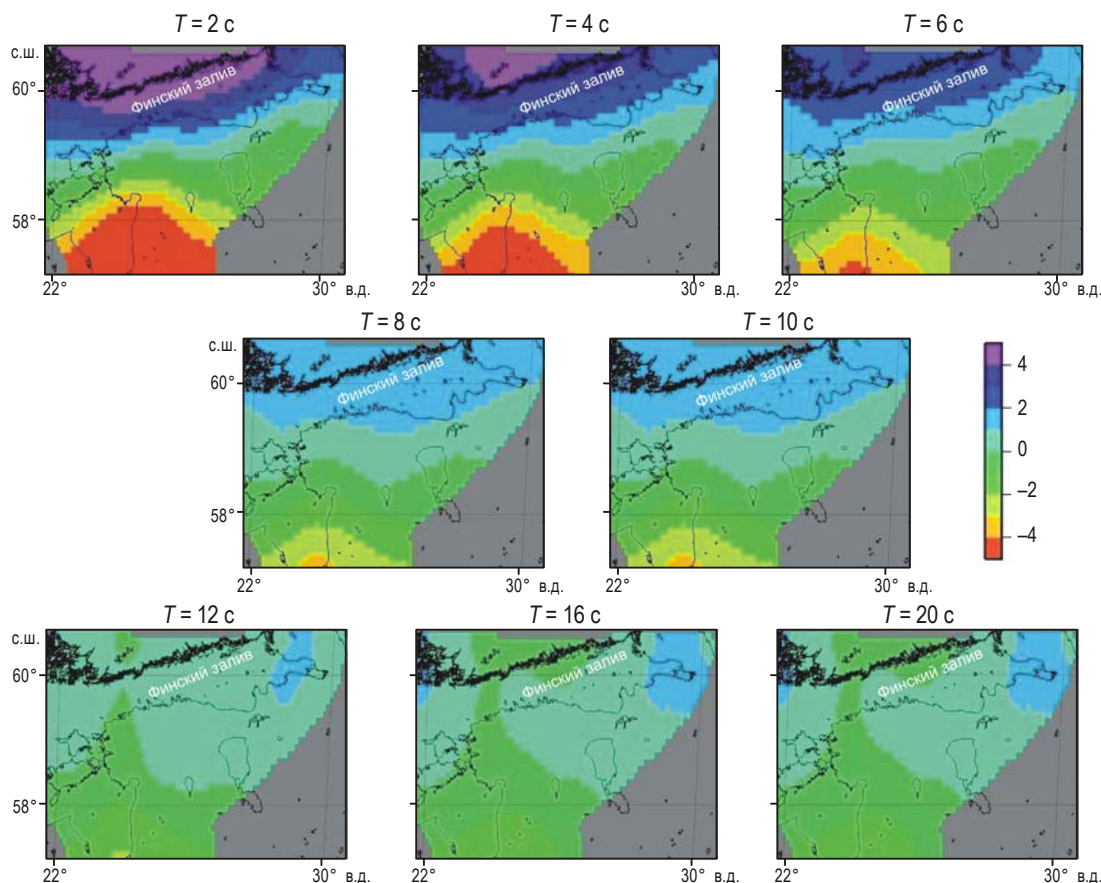 T = 2 с
T = 4 с
T = 6 с
с.ш.
60°
58°
Финский залив
Финский залив
Финский залив
22°
30° в.д.
22°
30° в.д.
22°
30° в.д.
T = 8 с
T = 10 с
с.ш.
60°
58°
Финский залив
Финский залив
4
2
0
–2
–4
22°
30° в.д.
22°
30° в.д.
T = 12 с
T = 16 с
T = 20 с
с.ш.
60°
58°
Финский залив
Финский залив
Финский залив
22°
30° в.д.
22°
30° в.д.
22°
30° в.д.